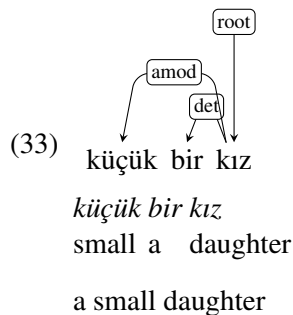 root
amod
det
(33) küçük bir kız
küçük bir kız
small a daughter
a small daughter